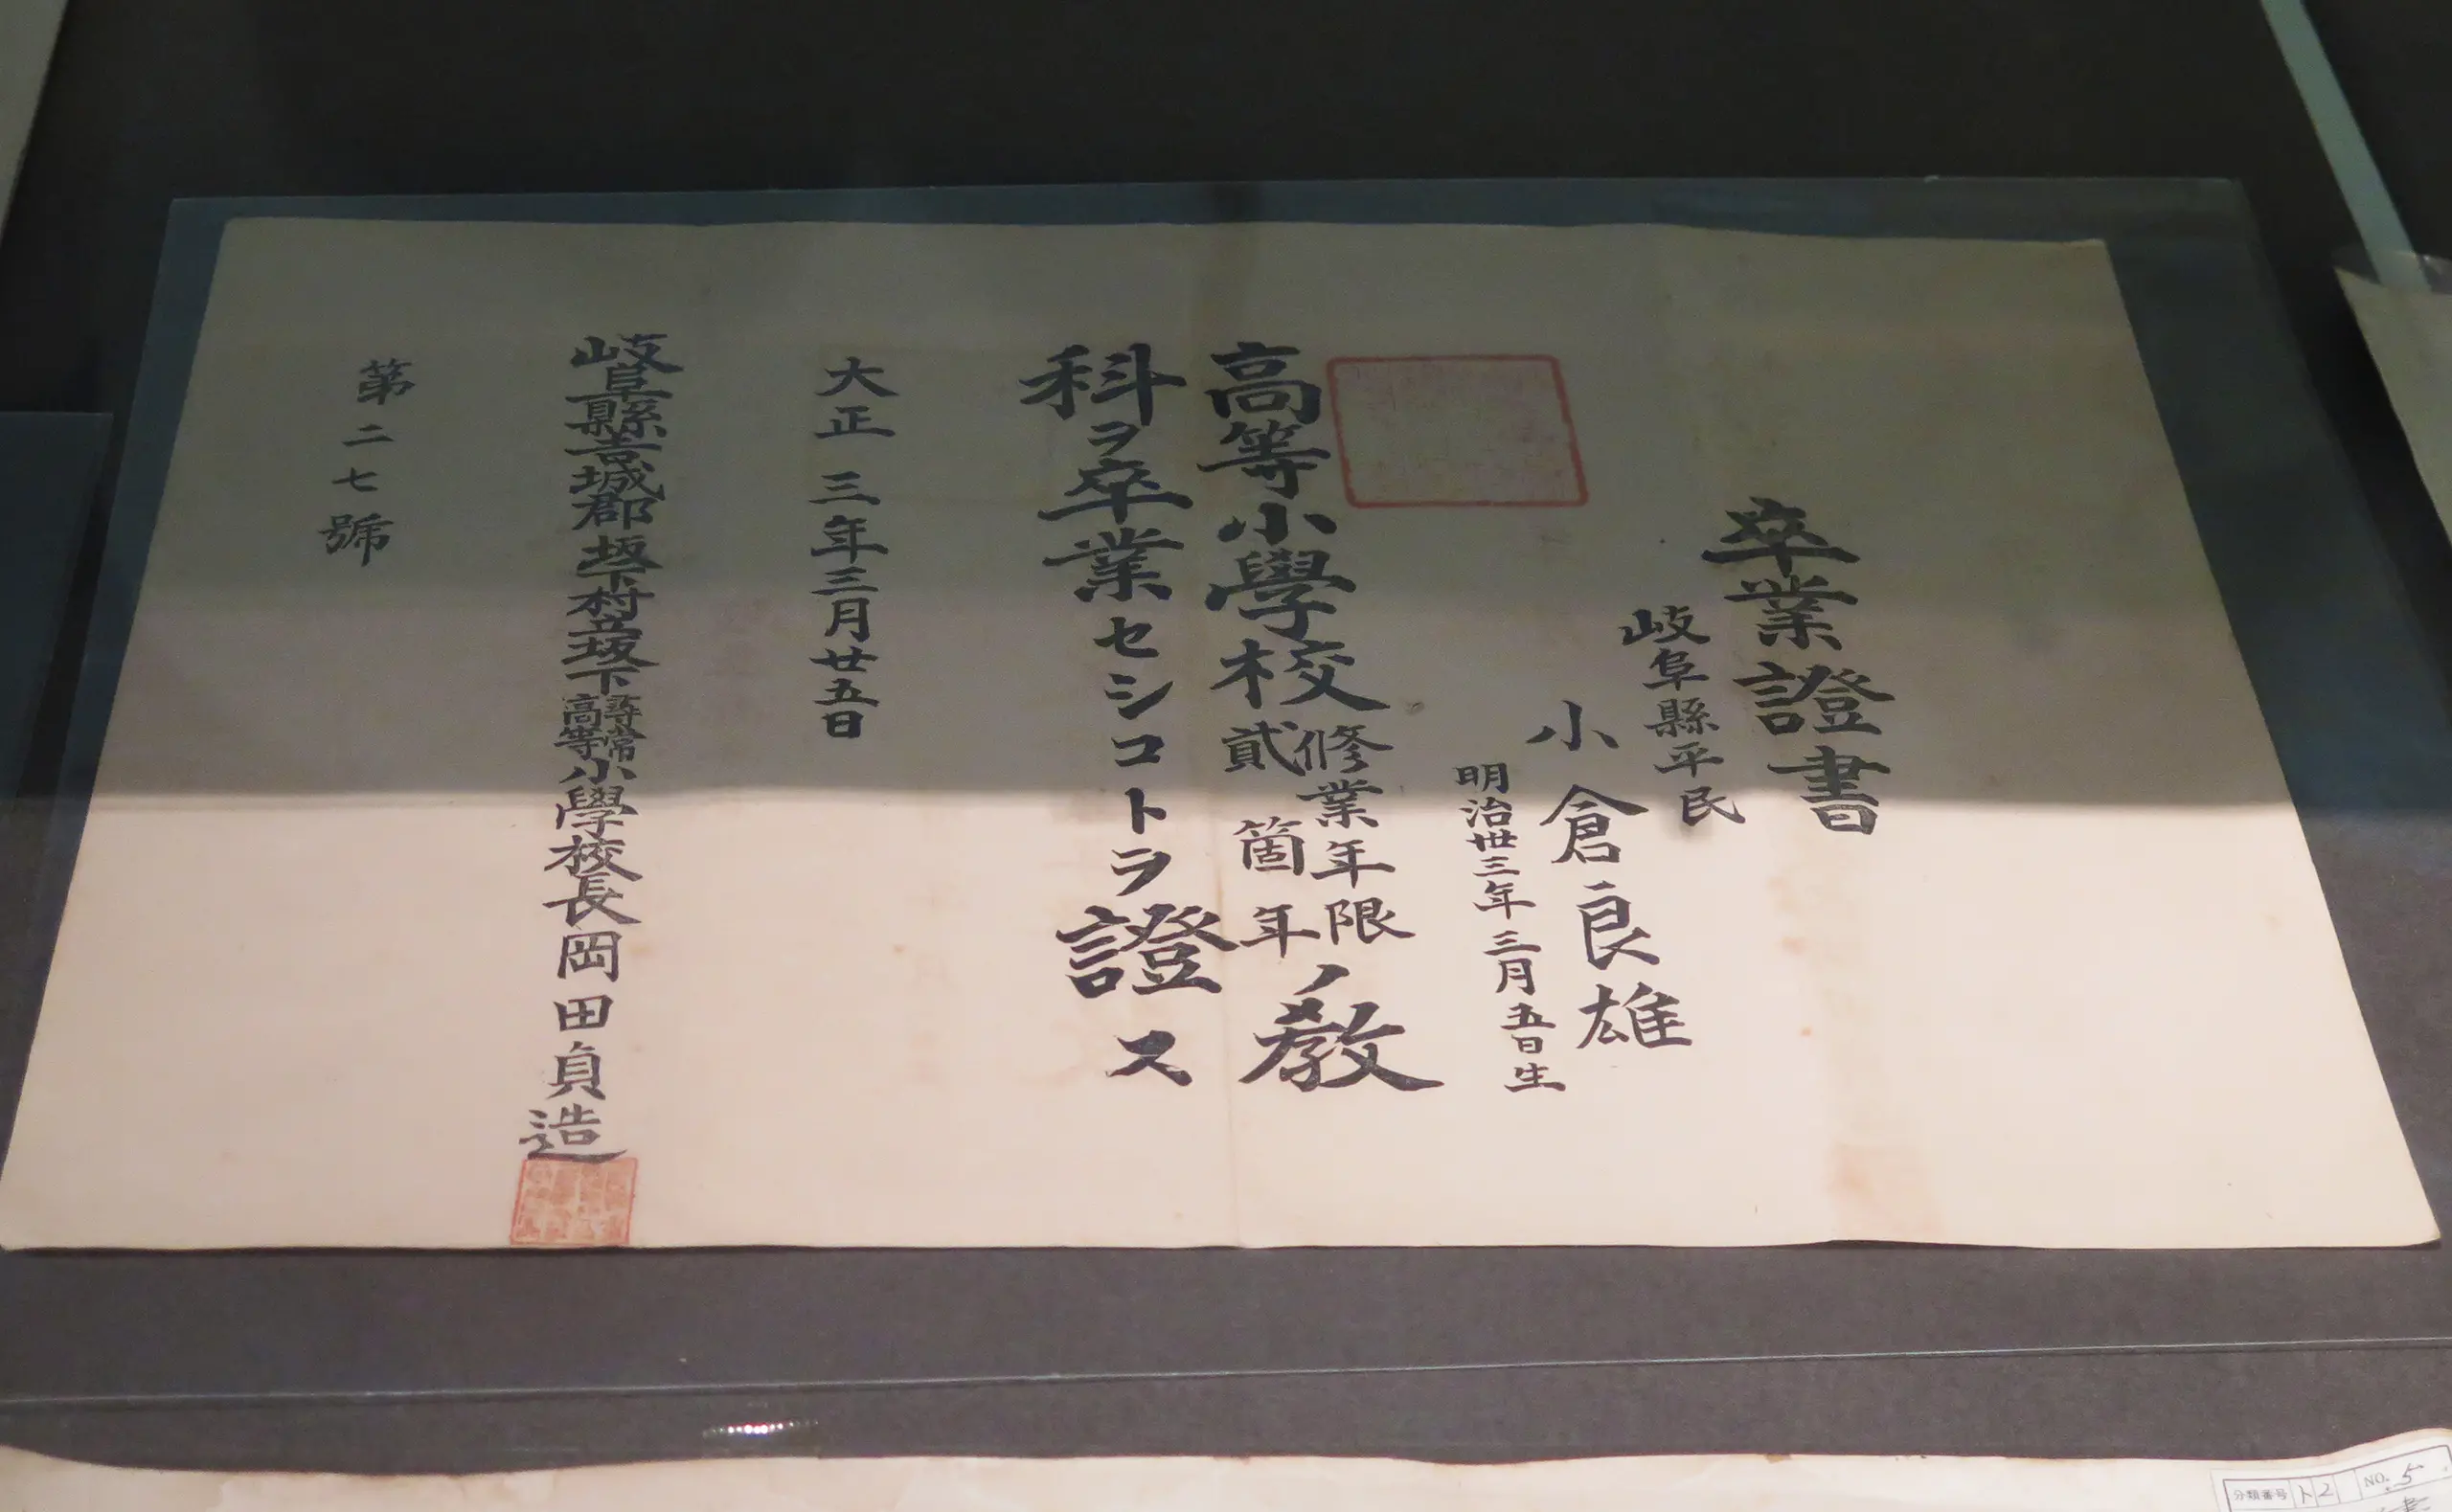 卒業證書
岐阜縣平民
小倉良雄
明治丗三年三月五日生
高等小學校修業年限貳箇年ノ教
科ヲ卒業セシコトヲ證ス
大正三年三月廿五日
岐阜縣吉城郡坂下村立坂下尋常高等小學校長岡田貞造
第二七號
分類番号 ト2 NO. 5